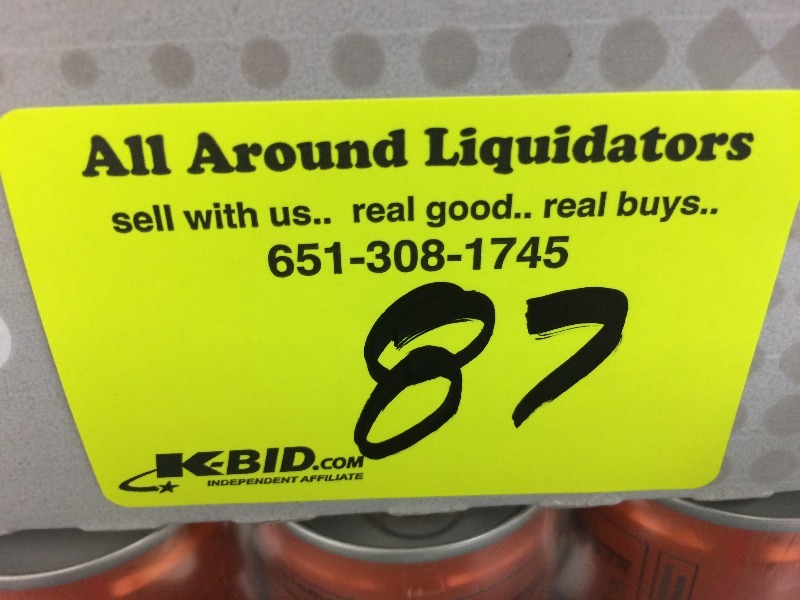 All Around Liquidators
sell with us.. real good.. real buys..
651-308-1745
87
K-BID.COM
INDEPENDENT AFFILIATE